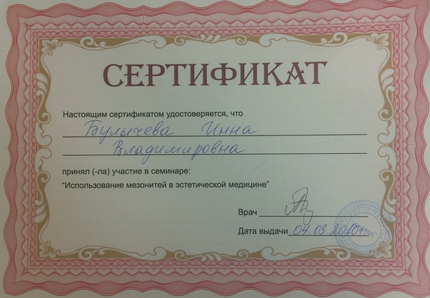 СЕРТИФИКАТ
Настоящим сертификатом удостоверяется, что
Булычева Инна
Владимировна
принял (-ла) участие в семинаре:
"Использование мезонитей в эстетической медицине"
Врач
Дата выдачи 04.03.